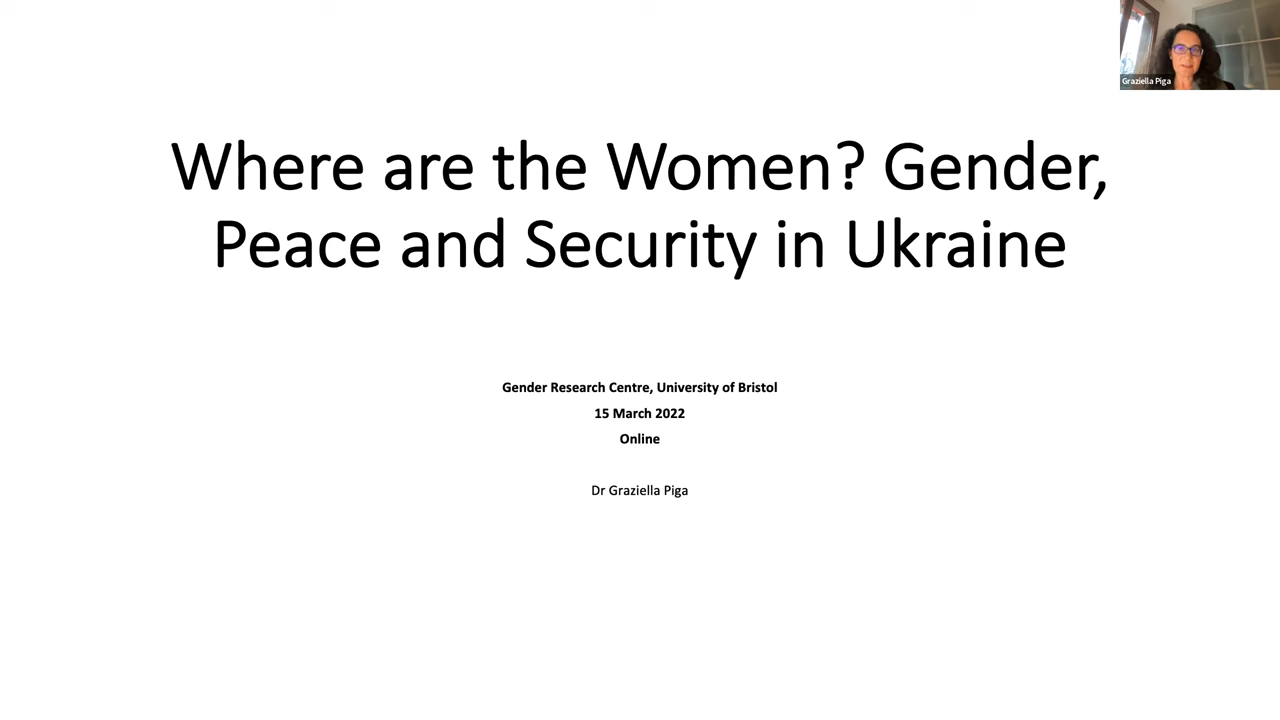 Graziella Piga
Where are the Women? Gender,
Peace and Security in Ukraine
Gender Research Centre, University of Bristol
15 March 2022
Online
Dr Graziella Piga